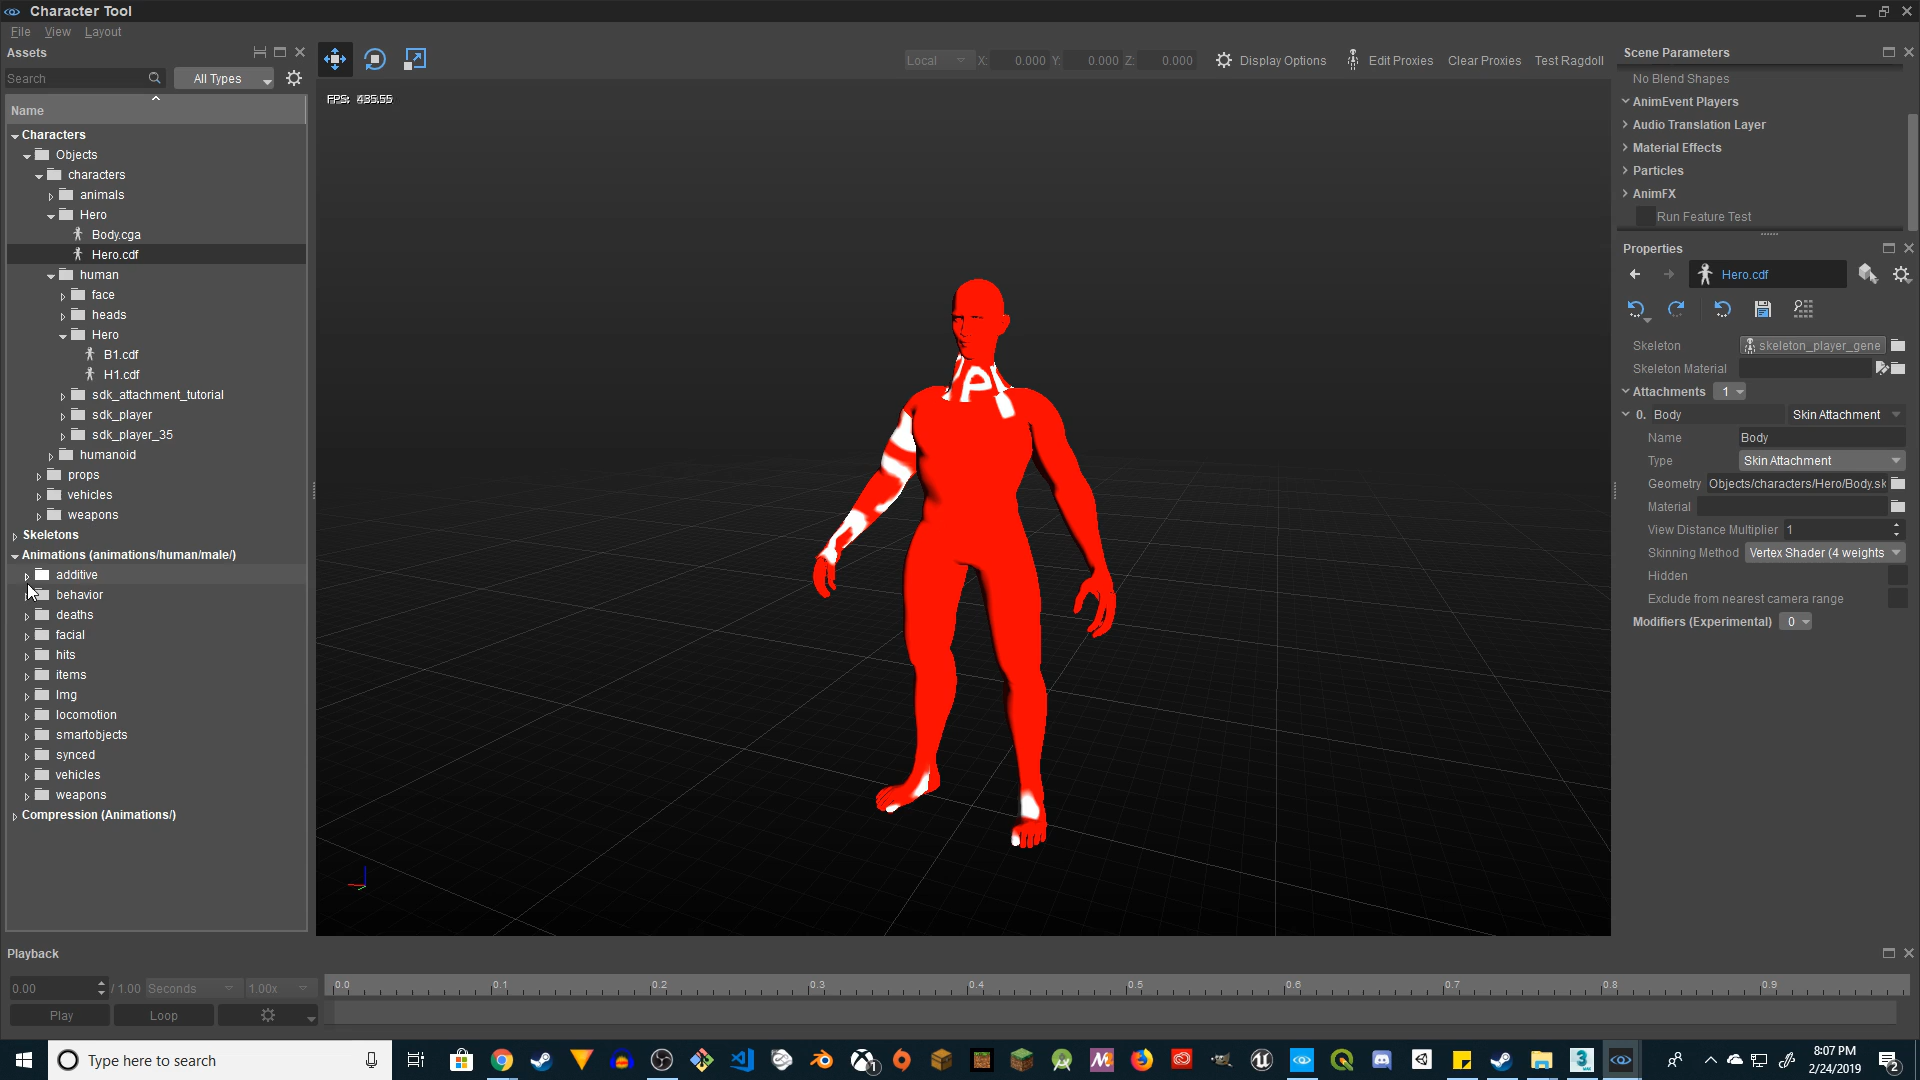 Character Tool
File View Layout
Assets
Search
All Types
Name
Characters
Objects
characters
animals
Hero
Body.cga
Hero.cdf
human
face
heads
Hero
B1.cdf
H1.cdf
sdk_attachment_tutorial
sdk_player
sdk_player_35
humanoid
props
vehicles
weapons
Skeletons
Animations (animations/human/male/)
additive
behavior
deaths
facial
hits
items
lmg
locomotion
smartobjects
synced
vehicles
weapons
Compression (Animations/)
Local X: 0.000 Y: 0.000 Z: 0.000 Display Options Edit Proxies Clear Proxies Test Ragdoll
FPS: 435.55
Scene Parameters
No Blend Shapes
AnimEvent Players
Audio Translation Layer
Material Effects
Particles
AnimFX
Run Feature Test
Properties
Hero.cdf
Skeleton skeleton_player_gene
Skeleton Material
Attachments 1
0. Body Skin Attachment
Name Body
Type Skin Attachment
Geometry Objects/characters/Hero/Body.sk
Material
View Distance Multiplier 1
Skinning Method Vertex Shader (4 weights
Hidden
Exclude from nearest camera range
Modifiers (Experimental) 0
Playback
0.00 / 1.00 Seconds 1.00x
0.0 0.1 0.2 0.3 0.4 0.5 0.6 0.7 0.8 0.9
Play Loop
Type here to search
8:07 PM
2/24/2019
2